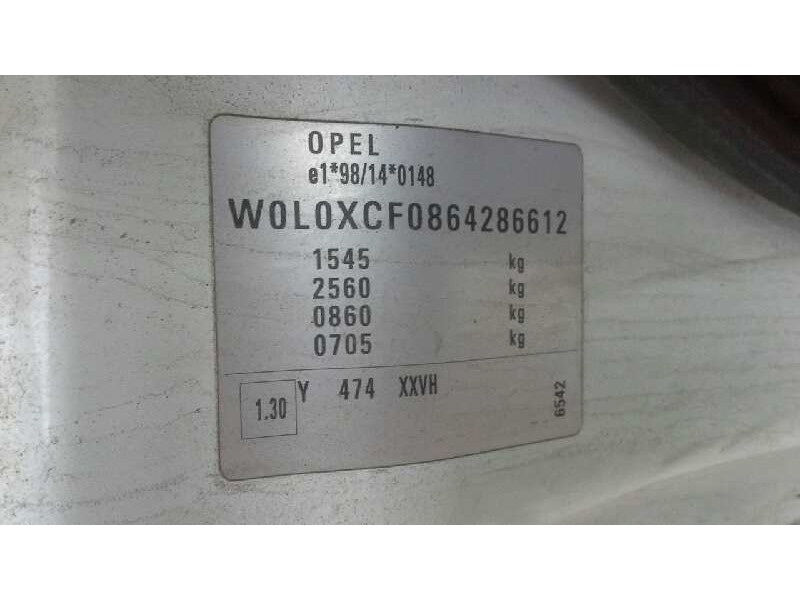 OPEL
e1*98/14*0148
W0L0XCF0864286612
1545 kg
2560 kg
0860 kg
0705 kg
1.30 Y 474 XXVH
6542